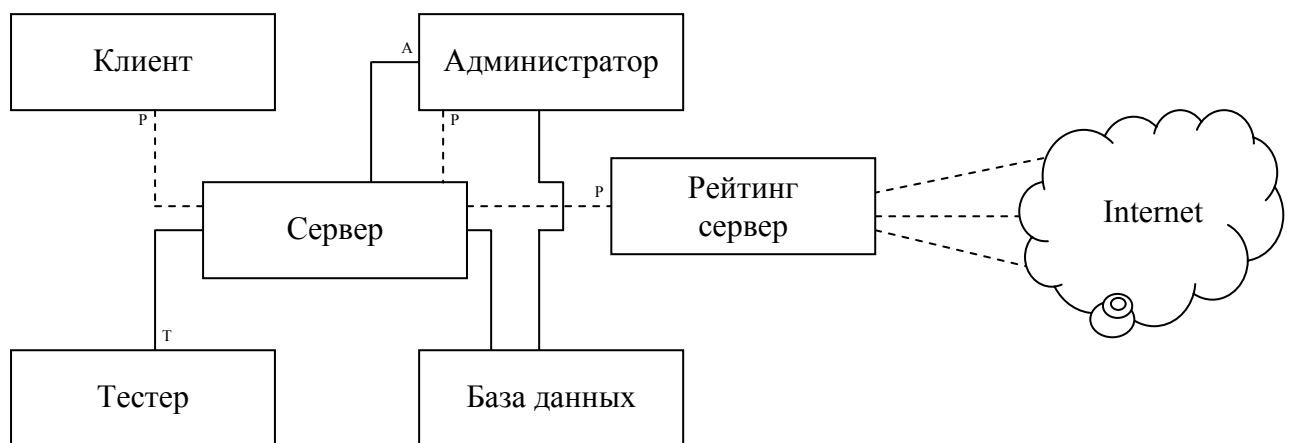 Клиент
А
Администратор
Р
Р
Рейтинг
сервер
Р
Internet
Сервер
Т
Тестер
База данных